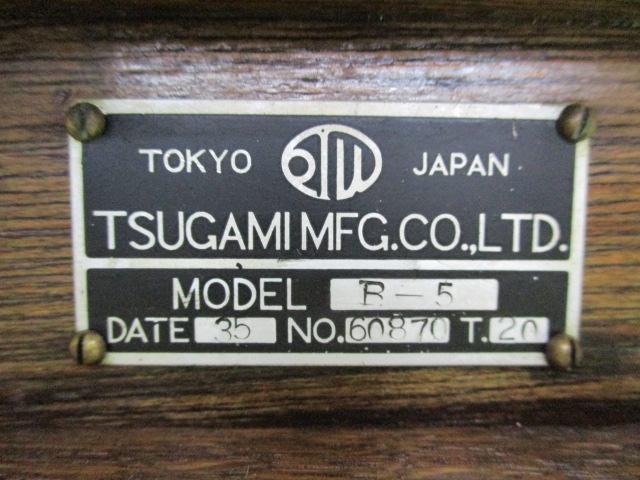 TOKYO JAPAN
TSUGAMI MFG.CO.,LTD.
MODEL B-5
DATE 35 NO.60870 T.20